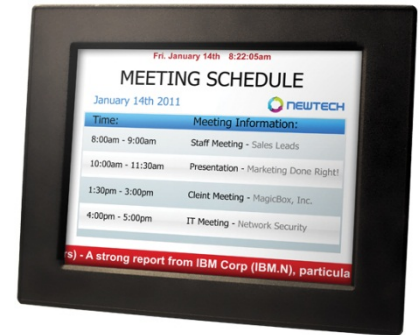 Fri. January 14th 8:22:05am
MEETING SCHEDULE
January 14th 2011
NEWTECH
Time: Meeting Information:
8:00am - 9:00am Staff Meeting - Sales Leads
10:00am - 11:30am Presentation - Marketing Done Right!
1:30pm - 3:00pm Cleint Meeting - MagicBox, Inc.
4:00pm - 5:00pm IT Meeting - Network Security
rs) - A strong report from IBM Corp (IBM.N), particula